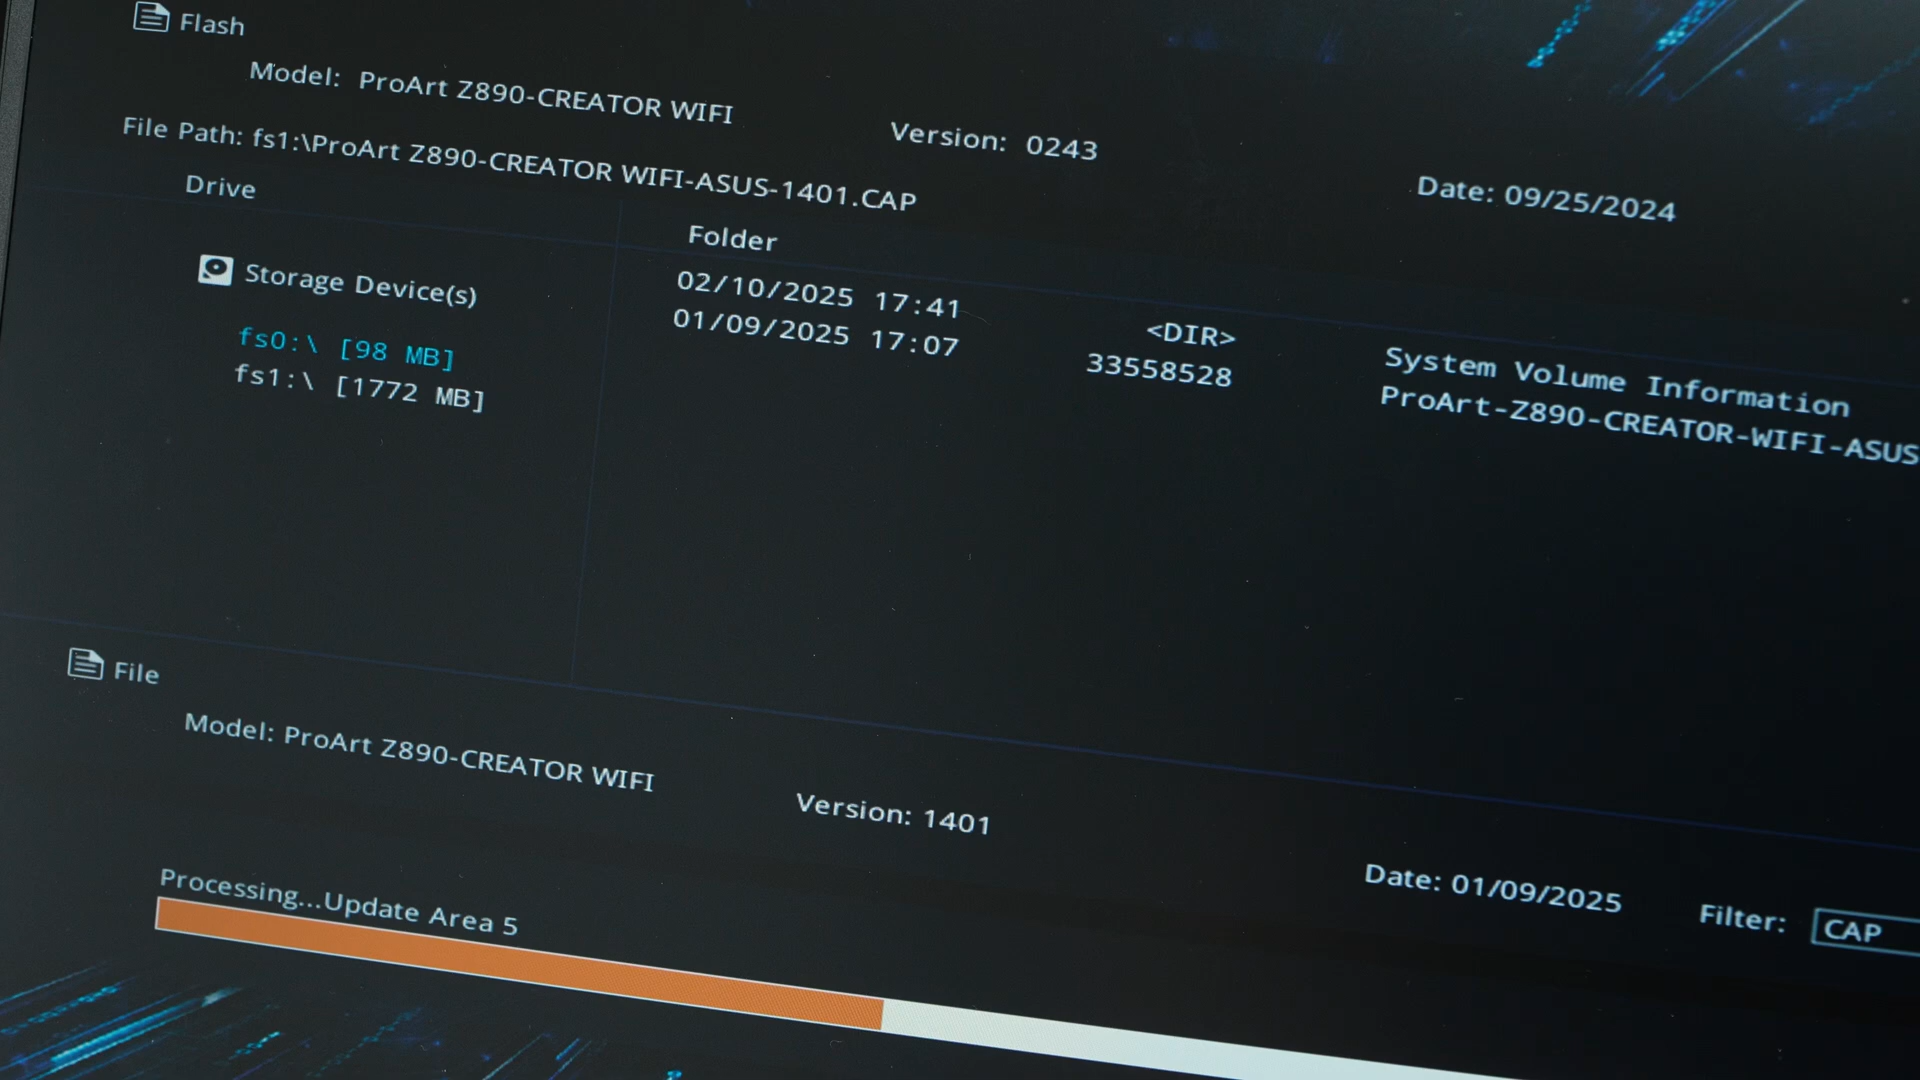 Flash
Model: ProArt Z890-CREATOR WIFI
Version: 0243
Date: 09/25/2024
File Path: fs1:\ProArt Z890-CREATOR WIFI-ASUS-1401.CAP
Drive
Folder
Storage Device(s)
fs0:\ [98 MB]
fs1:\ [1772 MB]
02/10/2025 17:41 <DIR> System Volume Information
01/09/2025 17:07 33558528 ProArt-Z890-CREATOR-WIFI-ASUS
File
Model: ProArt Z890-CREATOR WIFI
Version: 1401
Date: 01/09/2025
Filter: CAP
Processing...Update Area 5